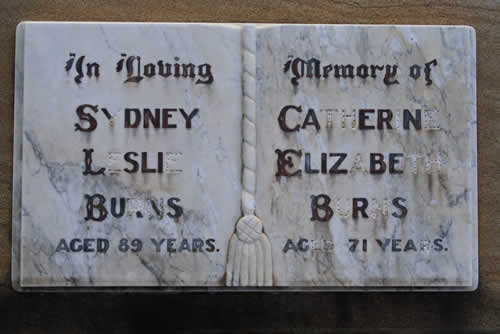 In Loving
SYDNEY
LESLIE
BURNS
AGED 89 YEARS.
Memory of
CATHERINE
ELIZABETH
BURNS
AGED 71 YEARS.